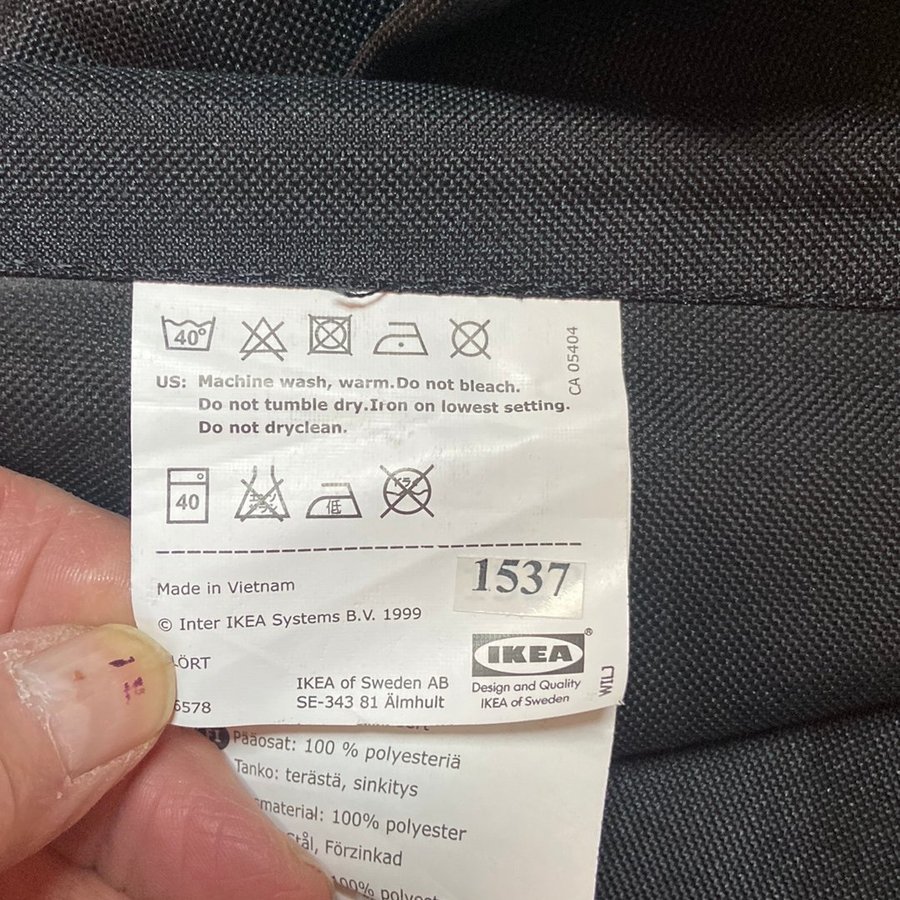 40°
CA 05404
US: Machine wash, warm.Do not bleach.
Do not tumble dry.Iron on lowest setting.
Do not dryclean.
40
低
1537
Made in Vietnam
© Inter IKEA Systems B.V. 1999
IKEA®
Design and Quality
IKEA of Sweden
LÖRT
IKEA of Sweden AB
6578
SE-343 81 Älmhult
WILJ
FI Pääosat: 100 % polyesteriä
Tanko: terästä, sinkitys
material: 100% polyester
Stål, Förzinkad
100%